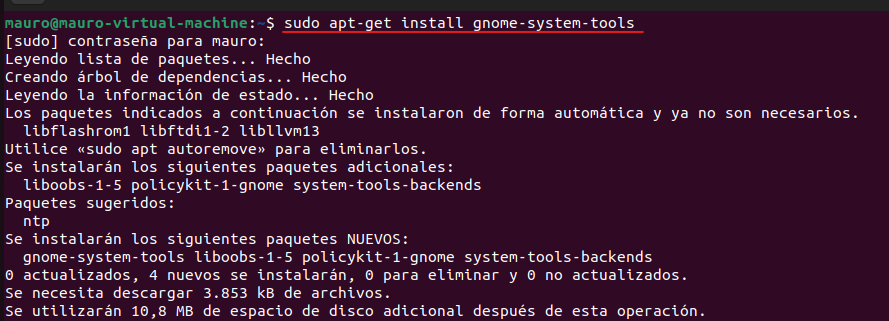 mauro@mauro-virtual-machine:~$ sudo apt-get install gnome-system-tools
[sudo] contraseña para mauro:
Leyendo lista de paquetes... Hecho
Creando árbol de dependencias... Hecho
Leyendo la información de estado... Hecho
Los paquetes indicados a continuación se instalaron de forma automática y ya no son necesarios.
  libflashrom1 libftdi1-2 libllvm13
Utilice «sudo apt autoremove» para eliminarlos.
Se instalarán los siguientes paquetes adicionales:
  liboobs-1-5 policykit-1-gnome system-tools-backends
Paquetes sugeridos:
  ntp
Se instalarán los siguientes paquetes NUEVOS:
  gnome-system-tools liboobs-1-5 policykit-1-gnome system-tools-backends
0 actualizados, 4 nuevos se instalarán, 0 para eliminar y 0 no actualizados.
Se necesita descargar 3.853 kB de archivos.
Se utilizarán 10,8 MB de espacio de disco adicional después de esta operación.